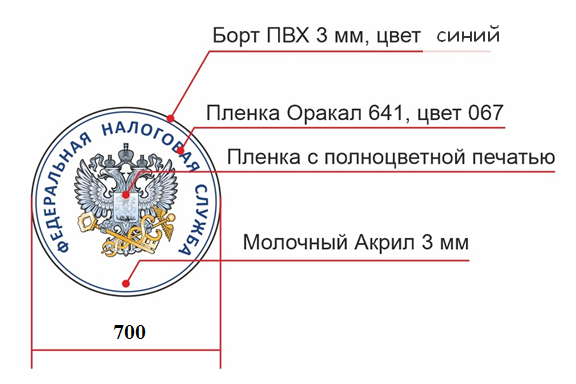 Борт ПВХ 3 мм, цвет синий
Пленка Оракал 641, цвет 067
ФЕДЕРАЛЬНАЯ НАЛОГОВАЯ СЛУЖБА
Пленка с полноцветной печатью
Молочный Акрил 3 мм
700